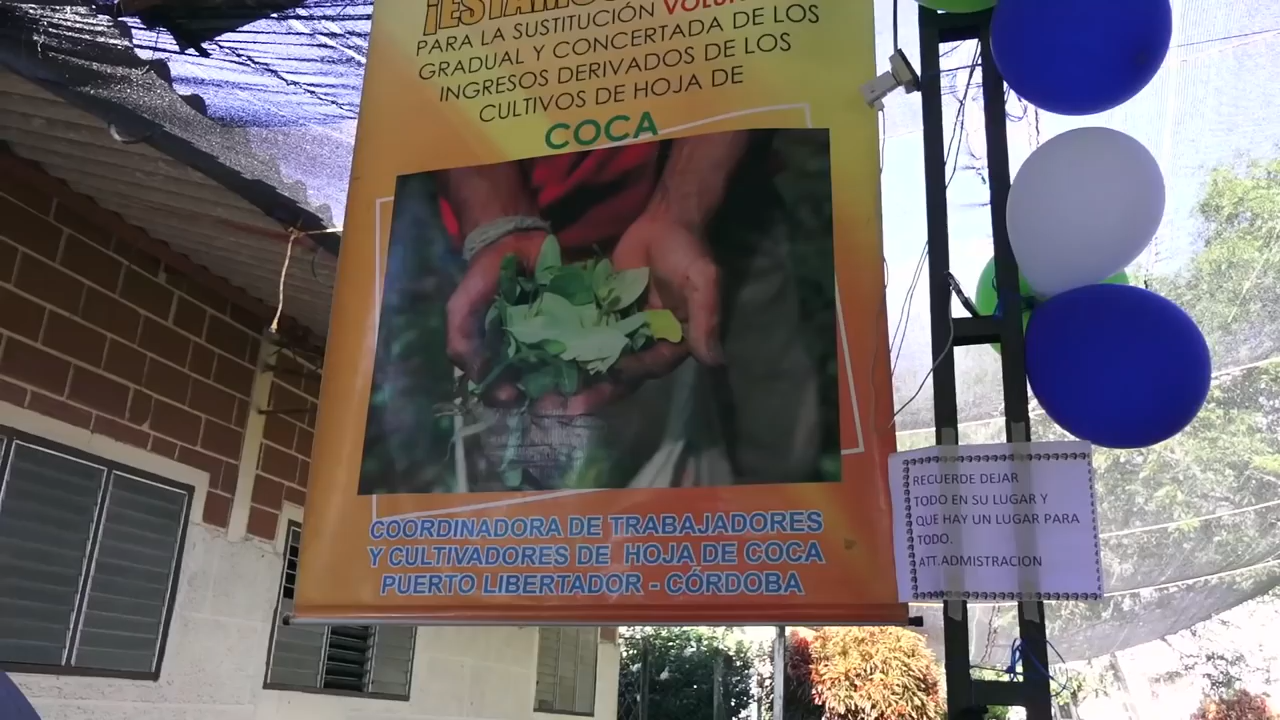 PARA LA SUSTITUCIÓN
GRADUAL Y CONCERTADA DE LOS
INGRESOS DERIVADOS DE LOS
CULTIVOS DE HOJA DE
COCA
COORDINADORA DE TRABAJADORES
Y CULTIVADORES DE HOJA DE COCA
PUERTO LIBERTADOR - CÓRDOBA
RECUERDE DEJAR
TODO EN SU LUGAR Y
QUE HAY UN LUGAR PARA
TODO.
ATT.ADMISTRACION